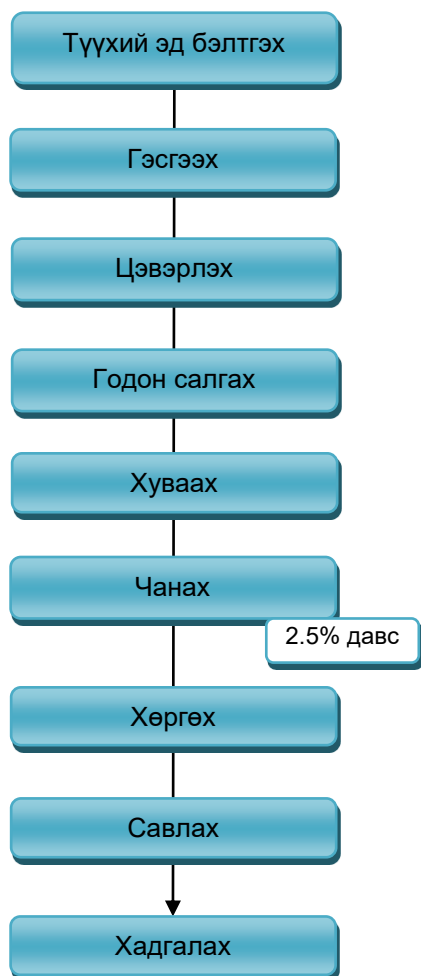 Түүхий эд бэлтгэх
Гэсгээх
Цэвэрлэх
Годон салгах
Хуваах
Чанах
2.5% давс
Хөргөх
Савлах
Хадгалах